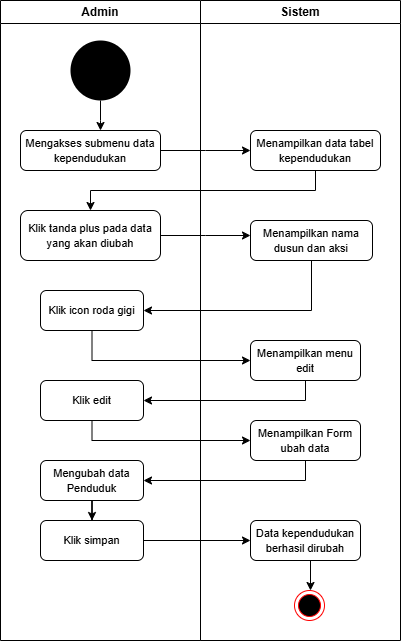 Admin
Sistem
Mengakses submenu data
kependudukan
Menampilkan data tabel
kependudukan
Klik tanda plus pada data
yang akan diubah
Menampilkan nama
dusun dan aksi
Klik icon roda gigi
Menampilkan menu
edit
Klik edit
Menampilkan Form
ubah data
Mengubah data
Penduduk
Klik simpan
Data kependudukan
berhasil dirubah